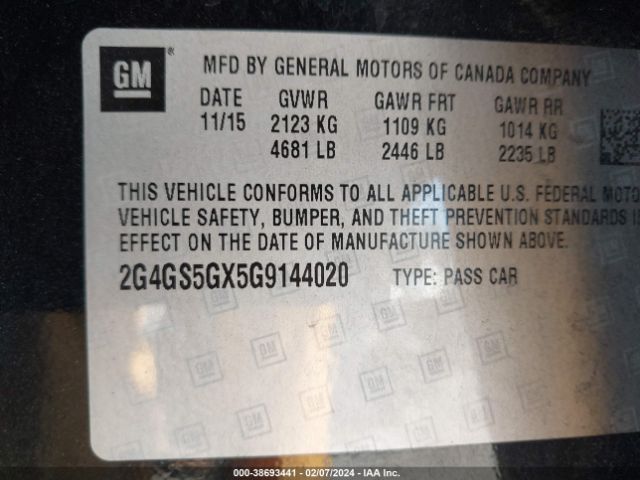 GM ® MFD BY GENERAL MOTORS OF CANADA COMPANY
DATE GVWR GAWR FRT GAWR RR
11/15 2123 KG 1109 KG 1014 KG
4681 LB 2446 LB 2235 LB
THIS VEHICLE CONFORMS TO ALL APPLICABLE U.S. FEDERAL MOTO
VEHICLE SAFETY, BUMPER, AND THEFT PREVENTION STANDARDS I
EFFECT ON THE DATE OF MANUFACTURE SHOWN ABOVE.
2G4GS5GX5G9144020 TYPE: PASS CAR
000-38693441 - 02/07/2024 - IAA Inc.